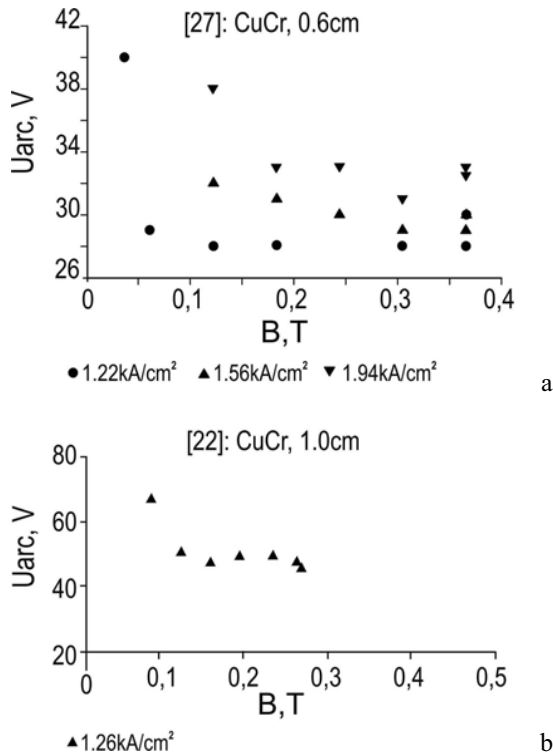 [27]: CuCr, 0.6cm
Uarc, V
42
38
34
30
26
0
0,1
0,2
0,3
0,4
B,T
● 1.22kA/cm² ▲ 1.56kA/cm² ▼ 1.94kA/cm²
a
[22]: CuCr, 1.0cm
Uarc, V
80
60
40
20
0
0,1
0,2
0,3
0,4
0,5
B,T
▲ 1.26kA/cm²
b